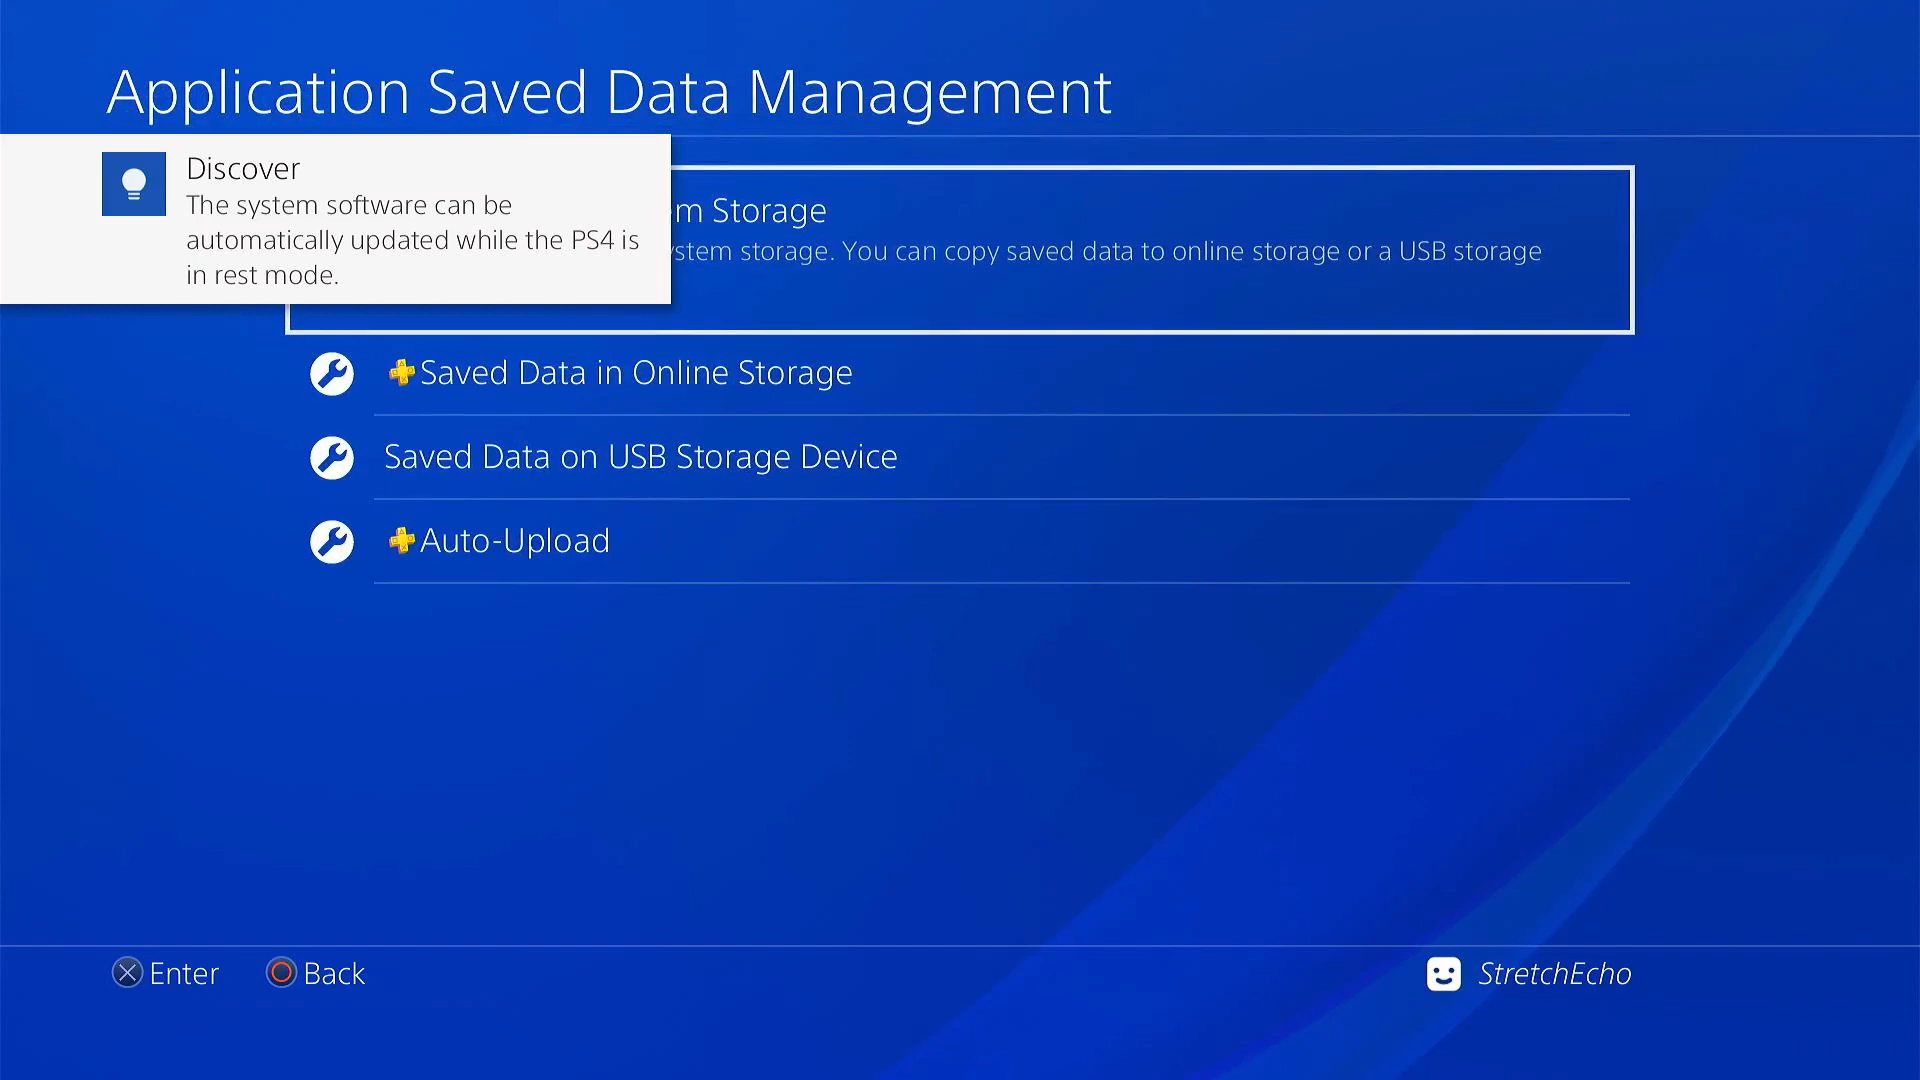 Application Saved Data Management
Discover
The system software can be
automatically updated while the PS4 is
in rest mode.
Storage
storage. You can copy saved data to online storage or a USB storage
Saved Data in Online Storage
Saved Data on USB Storage Device
Auto-Upload
Enter
Back
StretchEcho